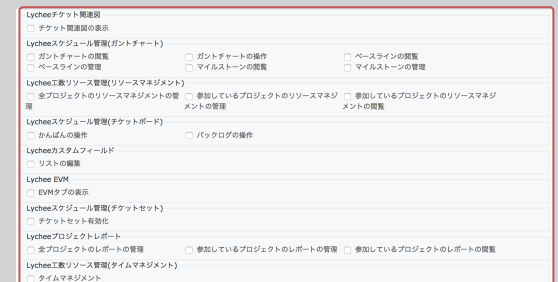 Lycheeチケット関連図
チケット関連図の表示
Lycheeスケジュール管理(ガントチャート)
ガントチャートの閲覧 ガントチャートの操作 ベースラインの閲覧
ベースラインの管理 マイルストーンの閲覧 マイルストーンの管理
Lychee工数リソース管理(リソースマネジメント)
全プロジェクトのリソースマネジメントの管理 参加しているプロジェクトのリソースマネジメントの管理 参加しているプロジェクトのリソースマネジメントの閲覧
Lycheeスケジュール管理(チケットボード)
かんばんの操作 バックログの操作
Lycheeカスタムフィールド
リストの編集
Lychee EVM
EVMタブの表示
Lycheeスケジュール管理(チケットセット)
チケットセット有効化
Lycheeプロジェクトレポート
全プロジェクトのレポートの管理 参加しているプロジェクトのレポートの管理 参加しているプロジェクトのレポートの閲覧
Lychee工数リソース管理(タイムマネジメント)
タイムマネジメント